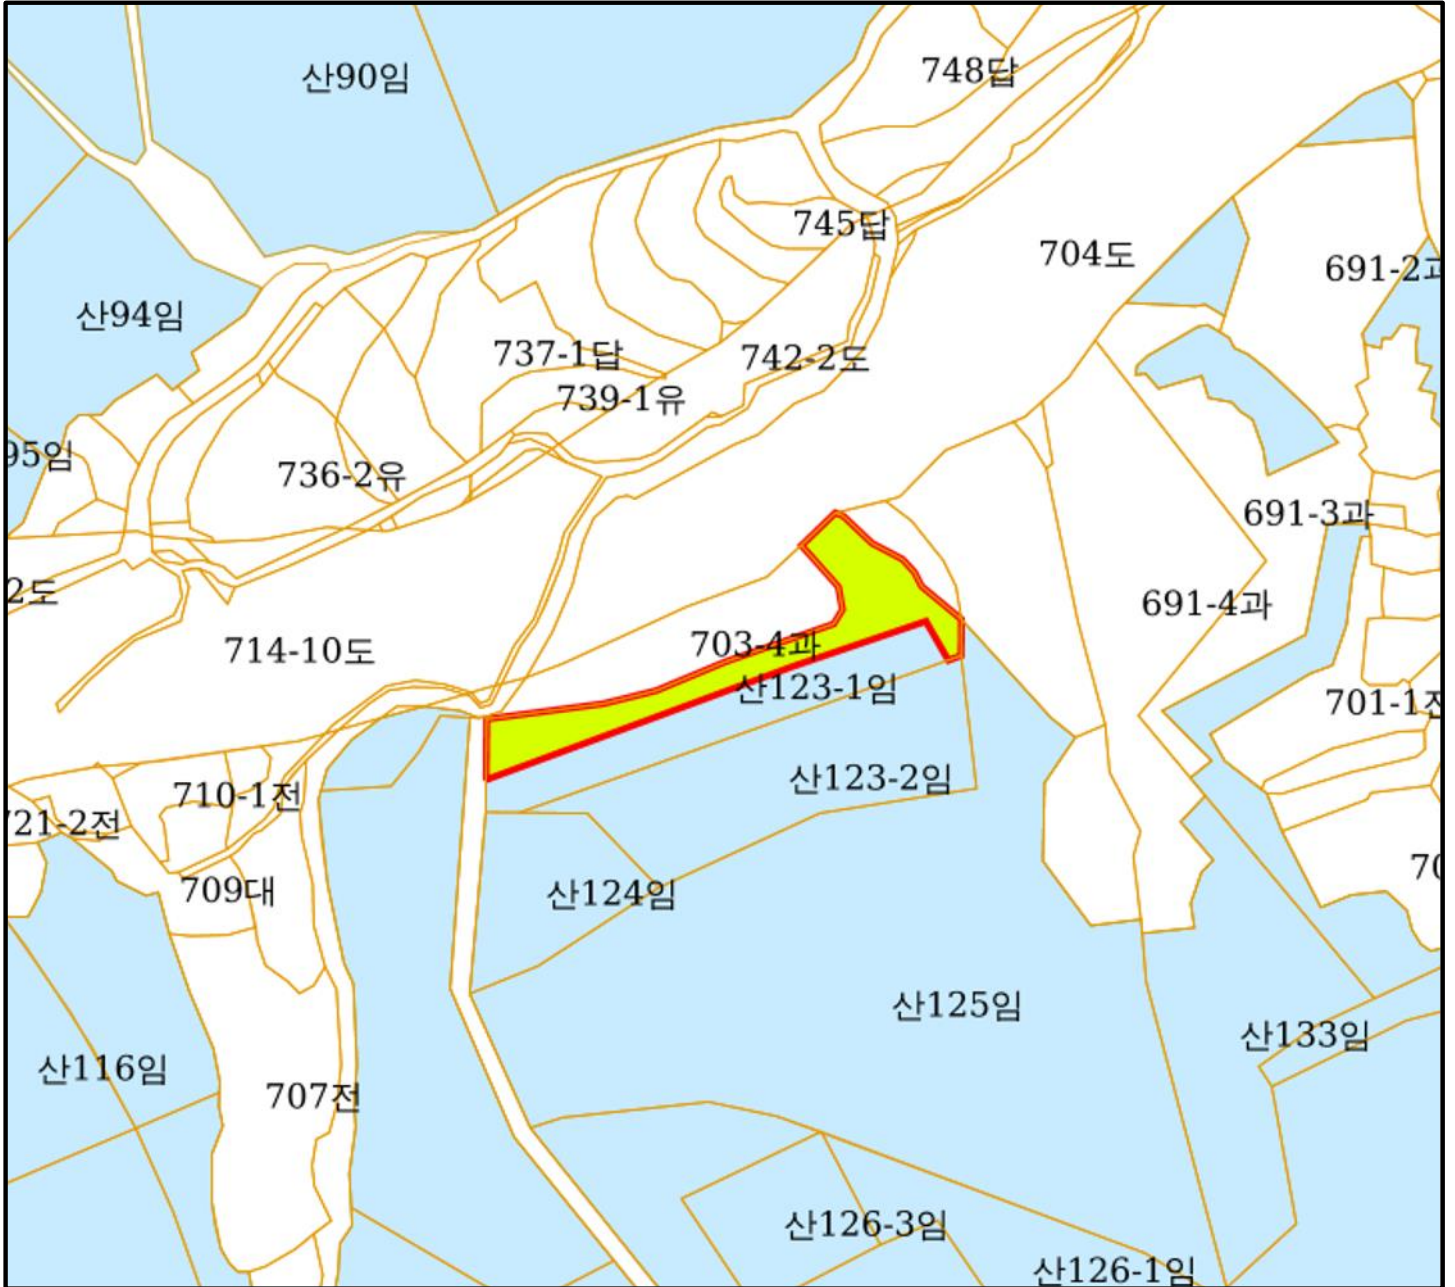 산90임
748답
745답
704도
691-2과
산94임
737-1답
742-2도
739-1유
95임
736-2유
691-3과
2도
691-4과
714-10도
703-4과
산123-1임
701-1전
산123-2임
710-1전
721-2전
70
709대
산124임
산125임
산133임
산116임
707전
산126-3임
산126-1임